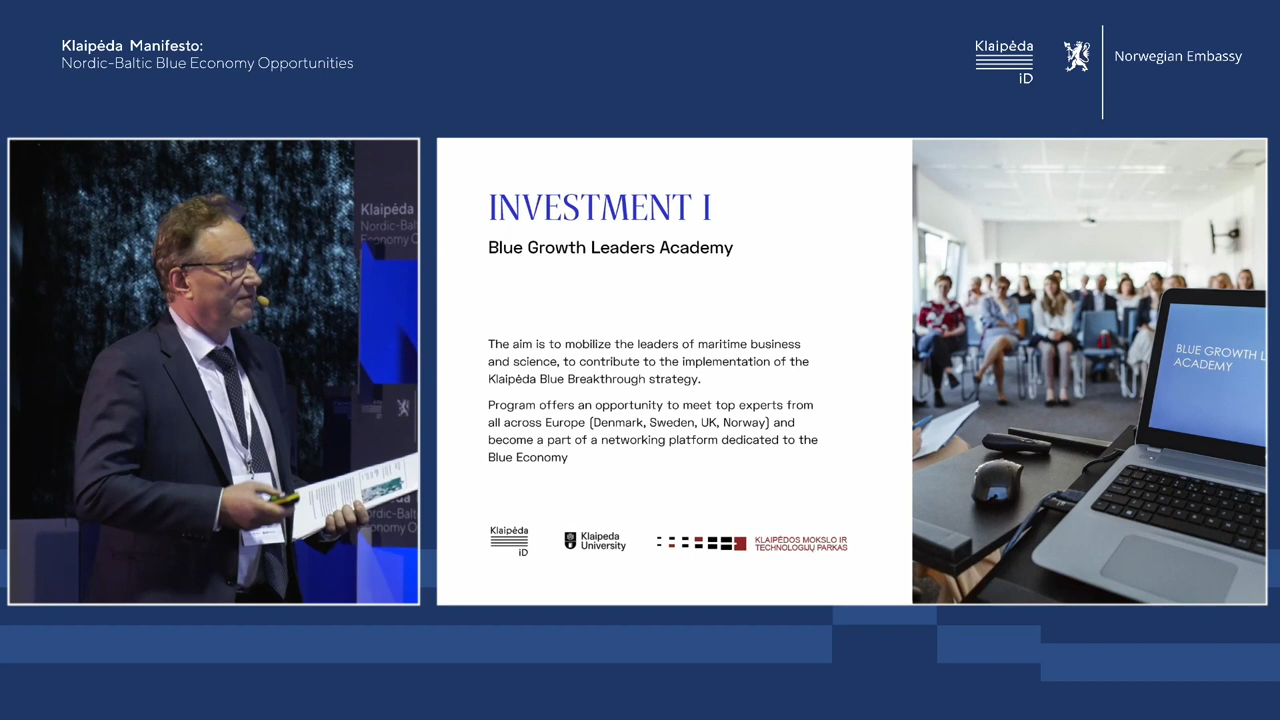 Klaipėda Manifesto:
Nordic-Baltic Blue Economy Opportunities
Klaipėda
iD
Norwegian Embassy
Klaipėda
Nordic-Balt
Economy O
INVESTMENT I
Blue Growth Leaders Academy
The aim is to mobilize the leaders of maritime business
and science, to contribute to the implementation of the
Klaipėda Blue Breakthrough strategy.
Program offers an opportunity to meet top experts from
all across Europe (Denmark, Sweden, UK, Norway) and
become a part of a networking platform dedicated to the
Blue Economy
Klaipėda
iD
Klaipeda
University
KLAIPĖDOS MOKSLO IR
TECHNOLOGIJŲ PARKAS
BLUE GROWTH L
ACADEMY